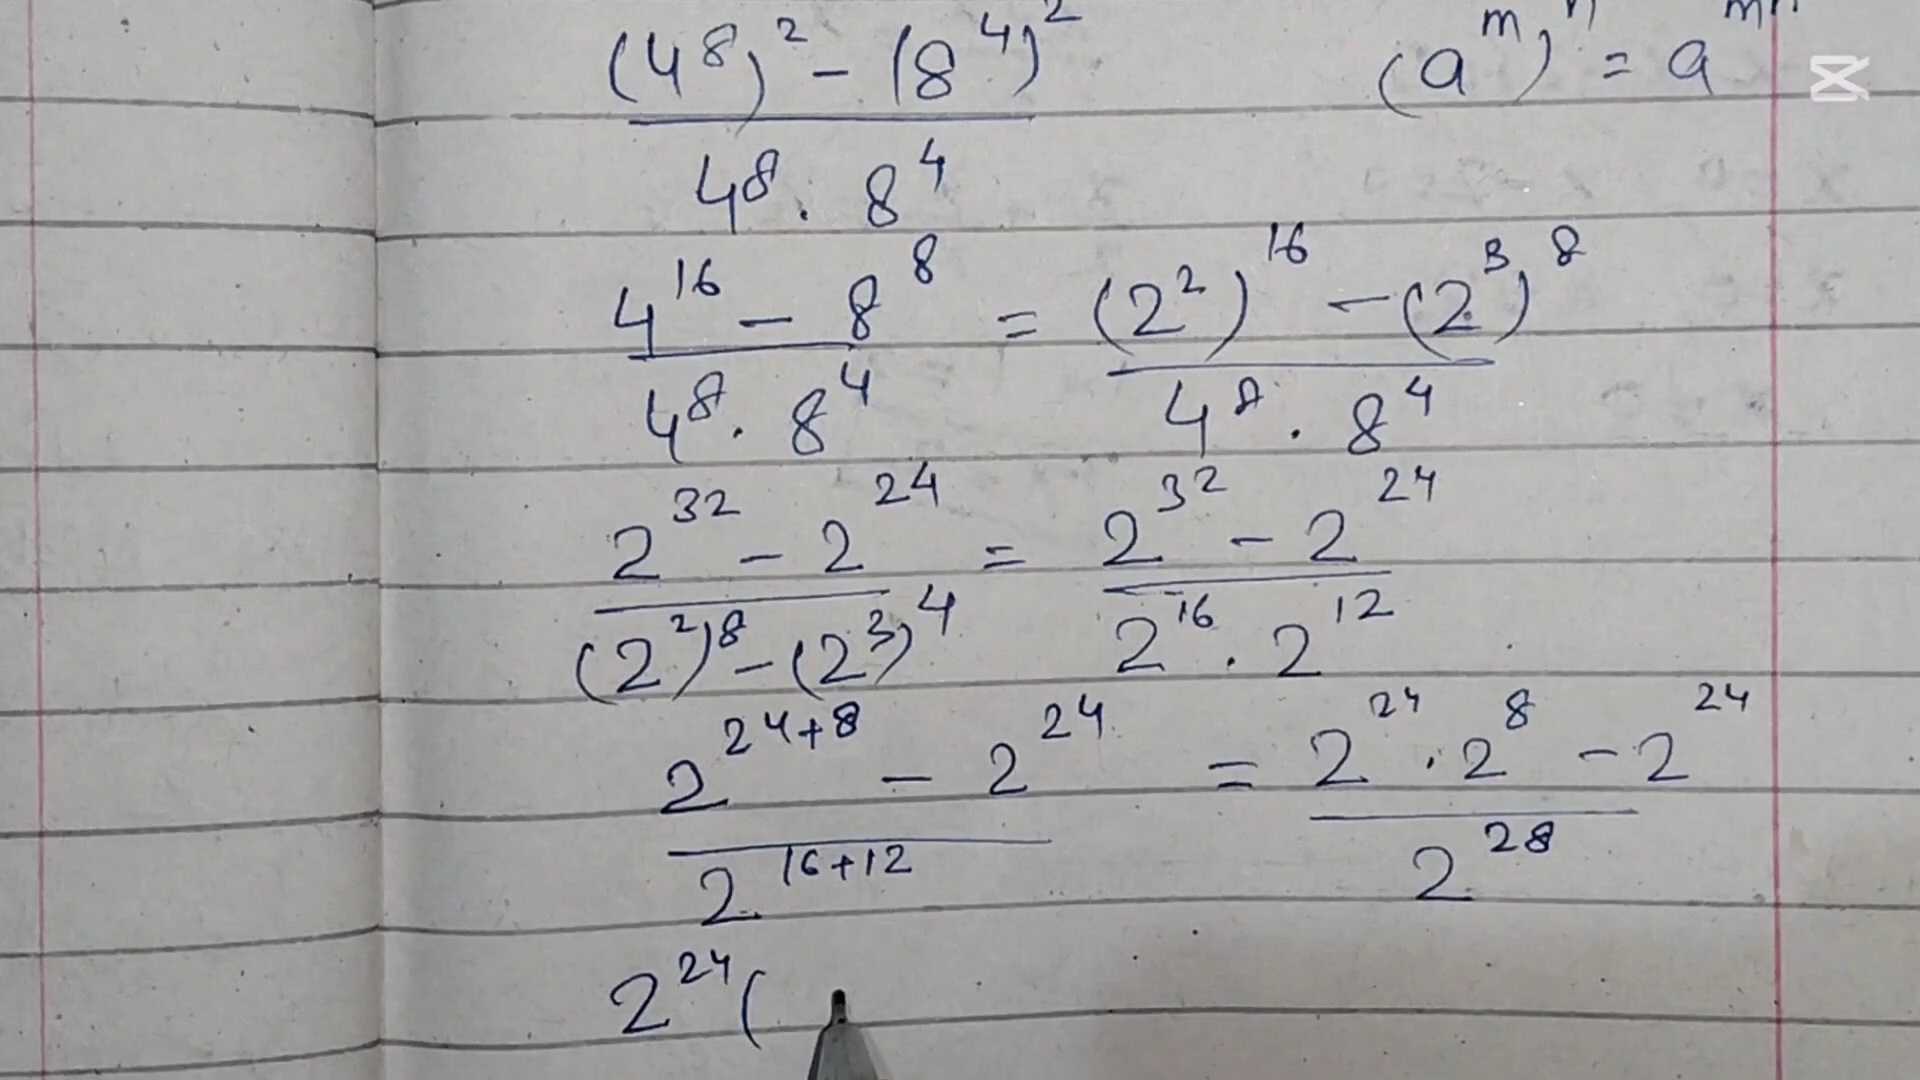 (4^8)^2 - (8^4)^2 / 4^8 . 8^4    (a^m)^n = a^mn
4^16 - 8^8 / 4^8 . 8^4 = (2^2)^16 - (2^3)^8 / 4^8 . 8^4
2^32 - 2^24 / (2^2)^8 - (2^3)^4 = 2^32 - 2^24 / 2^16 . 2^12
2^24+8 - 2^24 / 2^16+12 = 2^24 . 2^8 - 2^24 / 2^28
2^24 (